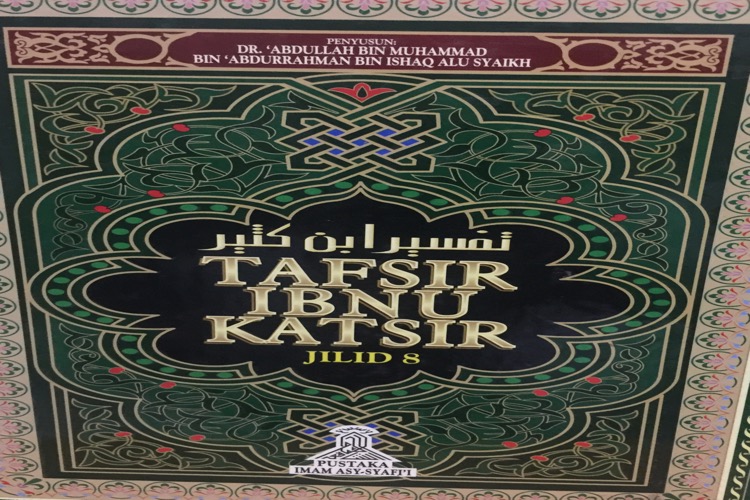 PENYUSUN:
DR. 'ABDULLAH BIN MUHAMMAD
BIN 'ABDURRAHMAN BIN ISHAQ ALU SYAIKH
تفسير ابن كثير
TAFSIR
IBNU
KATSIR
JILID 8
PUSTAKA
IMAM ASY-SYAFI'I